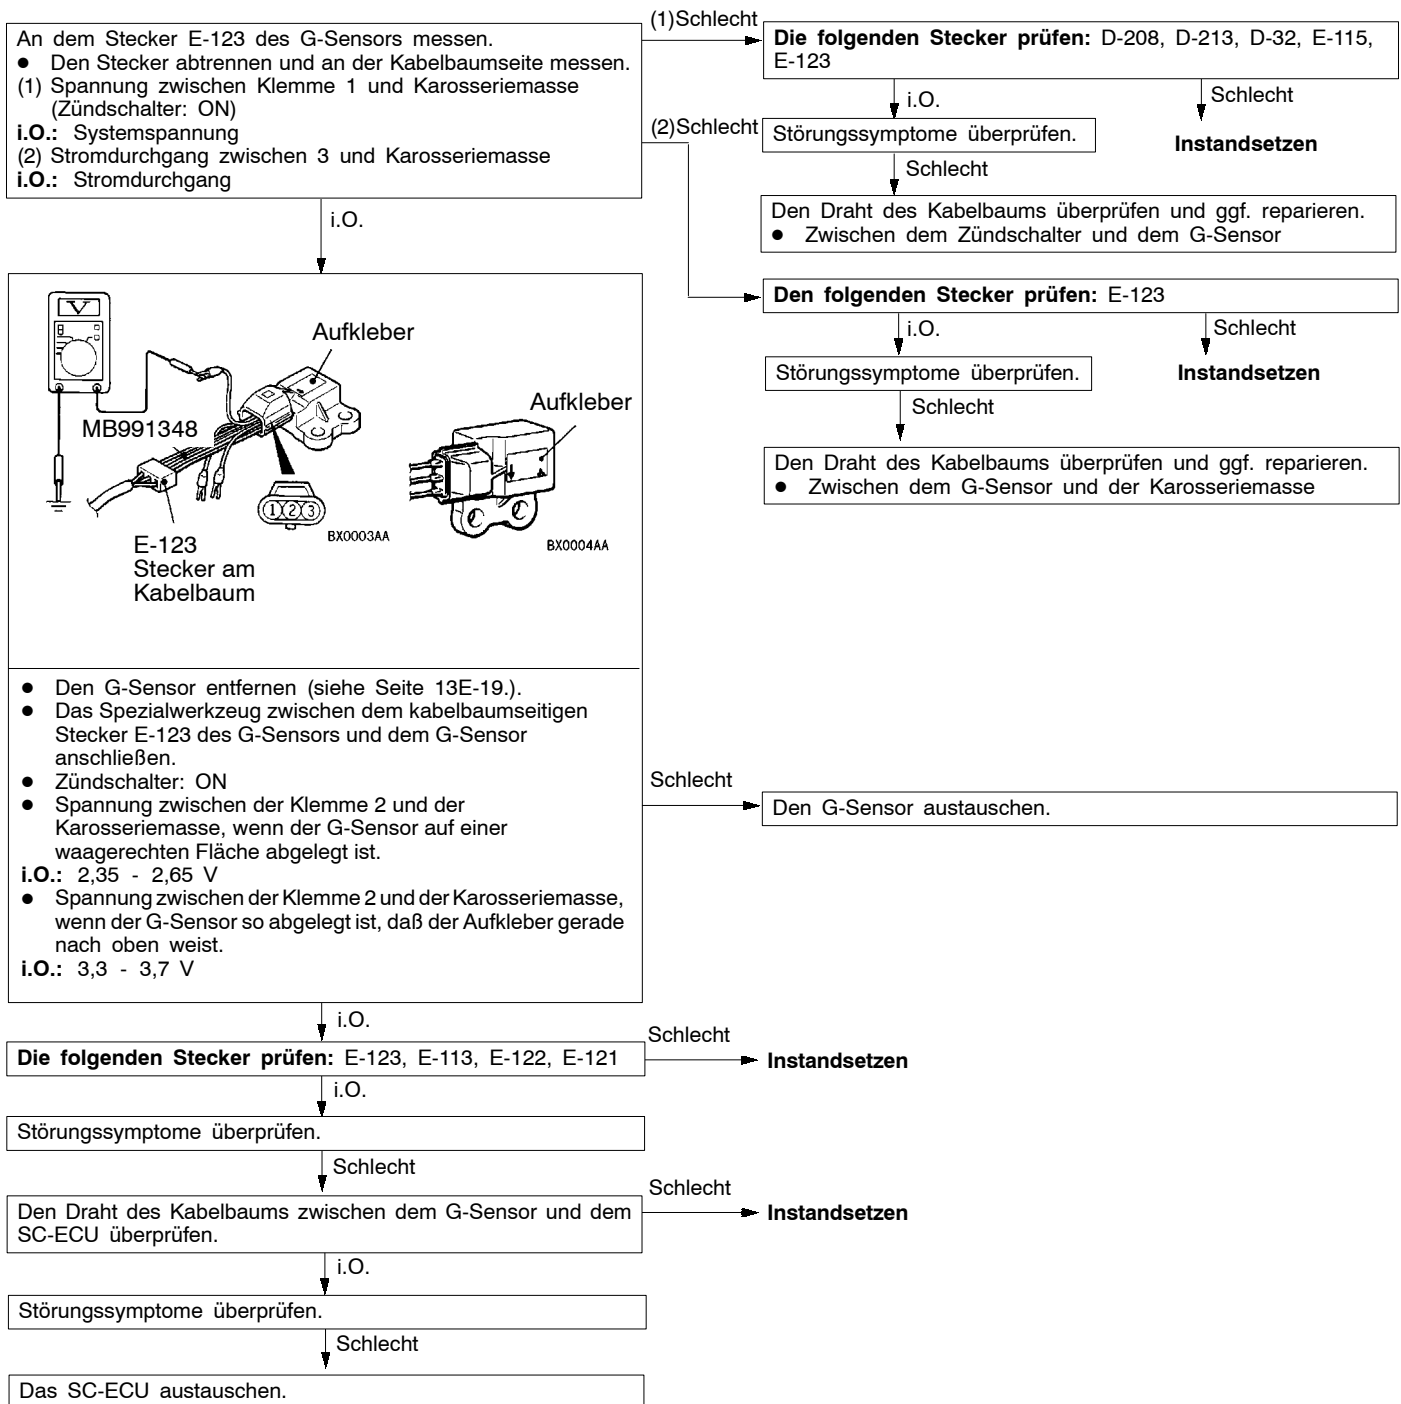 An dem Stecker E-123 des G-Sensors messen.
● Den Stecker abtrennen und an der Kabelbaumseite messen.
(1) Spannung zwischen Klemme 1 und Karosseriemasse
(Zündschalter: ON)
i.O.: Systemspannung
(2) Stromdurchgang zwischen 3 und Karosseriemasse
i.O.: Stromdurchgang
(1)Schlecht
Die folgenden Stecker prüfen: D-208, D-213, D-32, E-115,
E-123
i.O.
Schlecht
(2)Schlecht
Störungssymptome überprüfen.
Instandsetzen
Schlecht
Den Draht des Kabelbaums überprüfen und ggf. reparieren.
● Zwischen dem Zündschalter und dem G-Sensor
Den folgenden Stecker prüfen: E-123
i.O.
Schlecht
Störungssymptome überprüfen.
Instandsetzen
Schlecht
Den Draht des Kabelbaums überprüfen und ggf. reparieren.
● Zwischen dem G-Sensor und der Karosseriemasse
i.O.
V
Aufkleber
Aufkleber
MB991348
1 2 3
BX0003AA
BX0004AA
E-123
Stecker am
Kabelbaum
● Den G-Sensor entfernen (siehe Seite 13E-19.).
● Das Spezialwerkzeug zwischen dem kabelbaumseitigen
Stecker E-123 des G-Sensors und dem G-Sensor
anschließen.
● Zündschalter: ON
● Spannung zwischen der Klemme 2 und der
Karosseriemasse, wenn der G-Sensor auf einer
waagerechten Fläche abgelegt ist.
i.O.: 2,35 - 2,65 V
● Spannung zwischen der Klemme 2 und der Karosseriemasse,
wenn der G-Sensor so abgelegt ist, daß der Aufkleber gerade
nach oben weist.
i.O.: 3,3 - 3,7 V
Schlecht
Den G-Sensor austauschen.
i.O.
Die folgenden Stecker prüfen: E-123, E-113, E-122, E-121
Schlecht
Instandsetzen
i.O.
Störungssymptome überprüfen.
Schlecht
Den Draht des Kabelbaums zwischen dem G-Sensor und dem
SC-ECU überprüfen.
Schlecht
Instandsetzen
i.O.
Störungssymptome überprüfen.
Schlecht
Das SC-ECU austauschen.